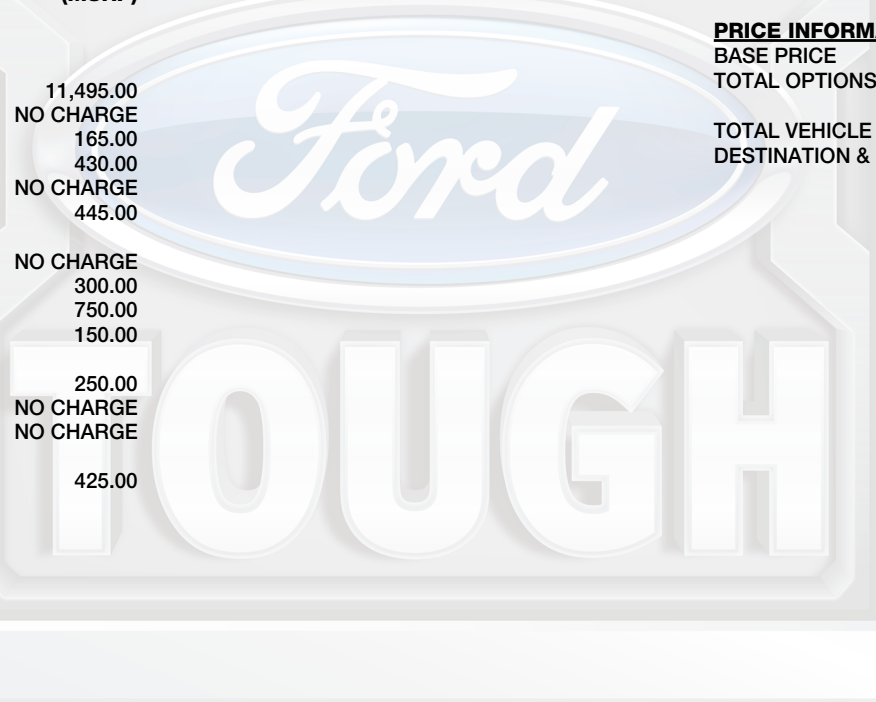 11,495.00
NO CHARGE
165.00
430.00
NO CHARGE
445.00
NO CHARGE
300.00
750.00
150.00
250.00
NO CHARGE
NO CHARGE
425.00
PRICE INFORM
BASE PRICE
TOTAL OPTIONS
TOTAL VEHICLE
DESTINATION &
Ford
TOUGH